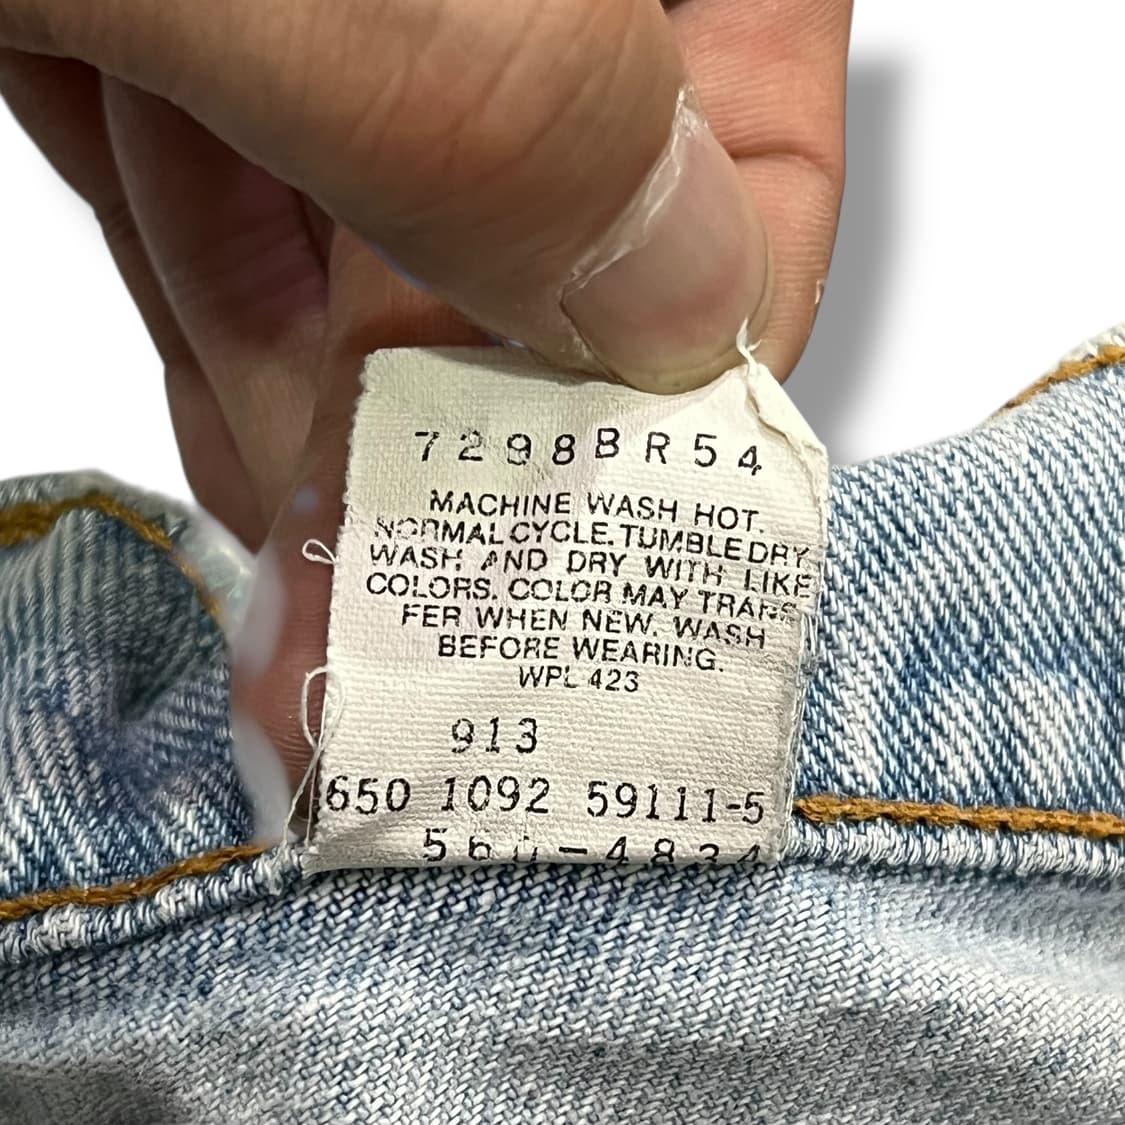 7298BR54
MACHINE WASH HOT.
NORMAL CYCLE. TUMBLE DRY
WASH AND DRY WITH LIKE
COLORS. COLOR MAY TRANS
FER WHEN NEW. WASH
BEFORE WEARING.
WPL 423
913
650 1092 59111-5